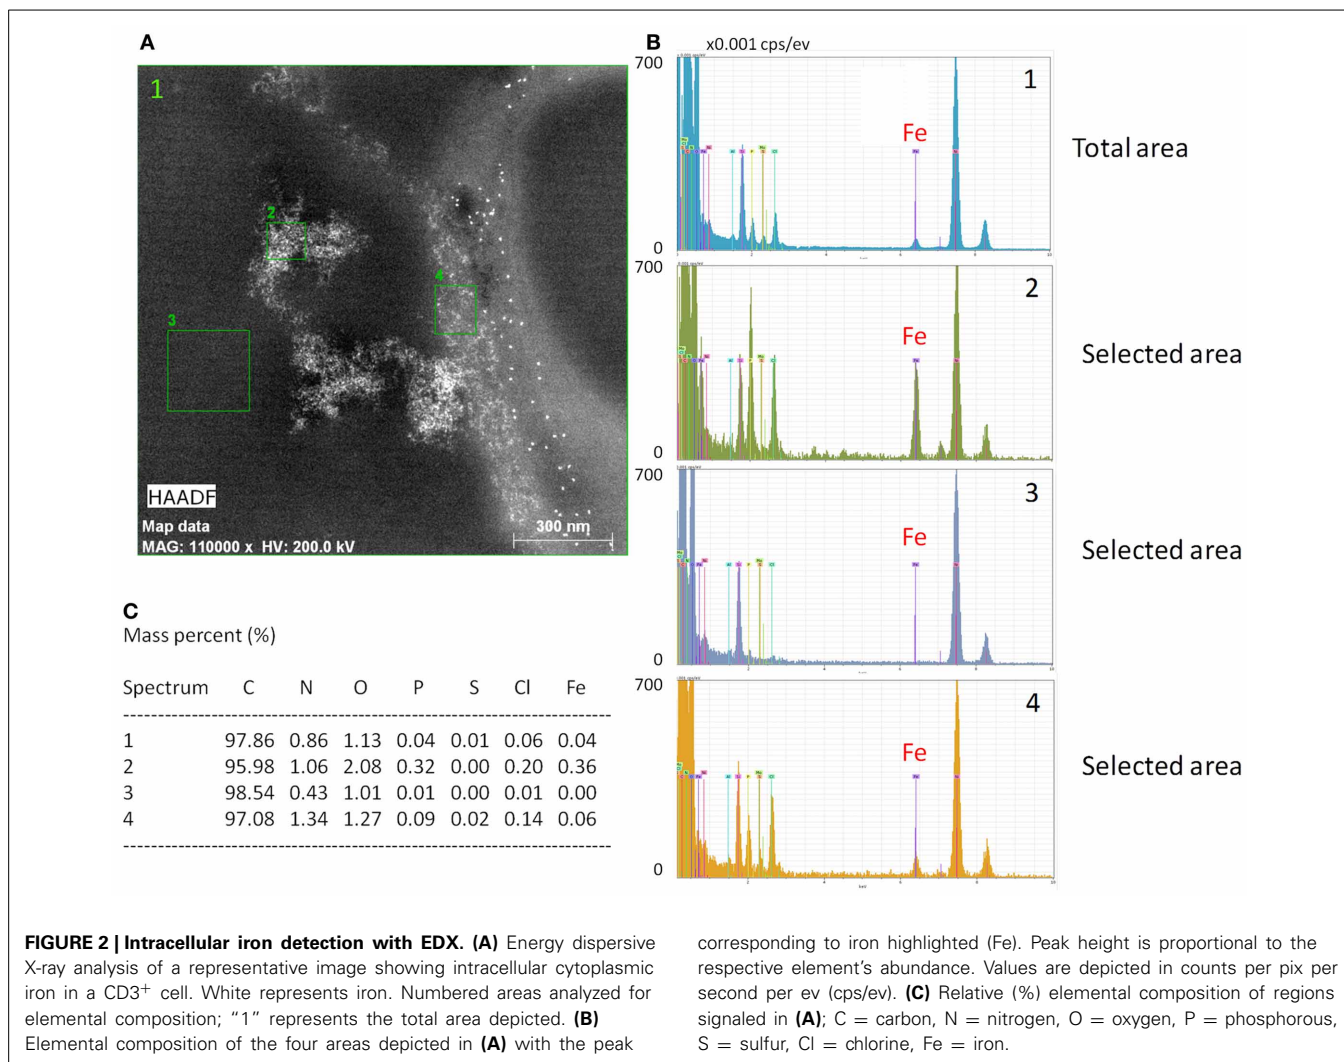 A
1
2
3
4
HAADF
Map data
MAG: 110000 x HV: 200.0 kV
300 nm
B
x0.001 cps/ev
700
0
Fe
1
Total area
700
0
Fe
2
Selected area
700
0
Fe
3
Selected area
700
0
Fe
4
Selected area
C
Mass percent (%)
Spectrum C N O P S Cl Fe
1 97.86 0.86 1.13 0.04 0.01 0.06 0.04
2 95.98 1.06 2.08 0.32 0.00 0.20 0.36
3 98.54 0.43 1.01 0.01 0.00 0.01 0.00
4 97.08 1.34 1.27 0.09 0.02 0.14 0.06
FIGURE 2 | Intracellular iron detection with EDX. (A) Energy dispersive
X-ray analysis of a representative image showing intracellular cytoplasmic
iron in a CD3+ cell. White represents iron. Numbered areas analyzed for
elemental composition; “1” represents the total area depicted. (B)
Elemental composition of the four areas depicted in (A) with the peak
corresponding to iron highlighted (Fe). Peak height is proportional to the
respective element’s abundance. Values are depicted in counts per pix per
second per ev (cps/ev). (C) Relative (%) elemental composition of regions
signaled in (A); C = carbon, N = nitrogen, O = oxygen, P = phosphorous,
S = sulfur, Cl = chlorine, Fe = iron.